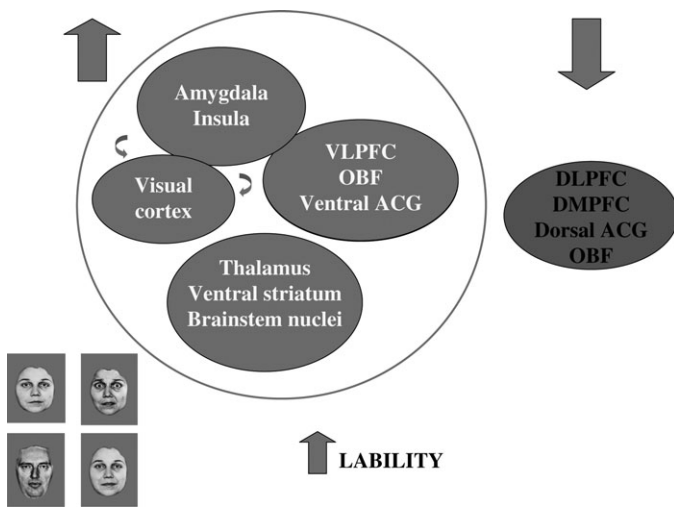 Amygdala
Insula
Visual
cortex
VLPFC
OBF
Ventral ACG
Thalamus
Ventral striatum
Brainstem nuclei
DLPFC
DMPFC
Dorsal ACG
OBF
LABILITY